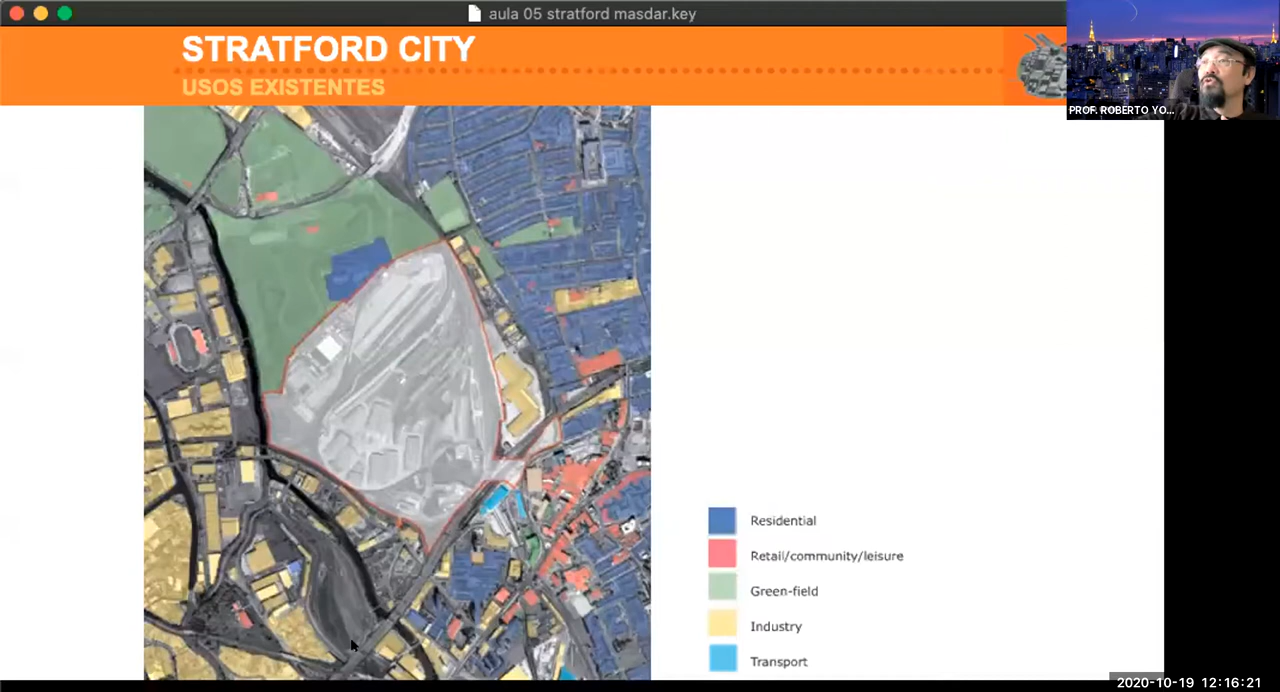 aula 05 stratford masdar.key
STRATFORD CITY
USOS EXISTENTES
PROF. ROBERTO YO...
Residential
Retail/community/leisure
Green-field
Industry
Transport
2020-10-19 12:16:21